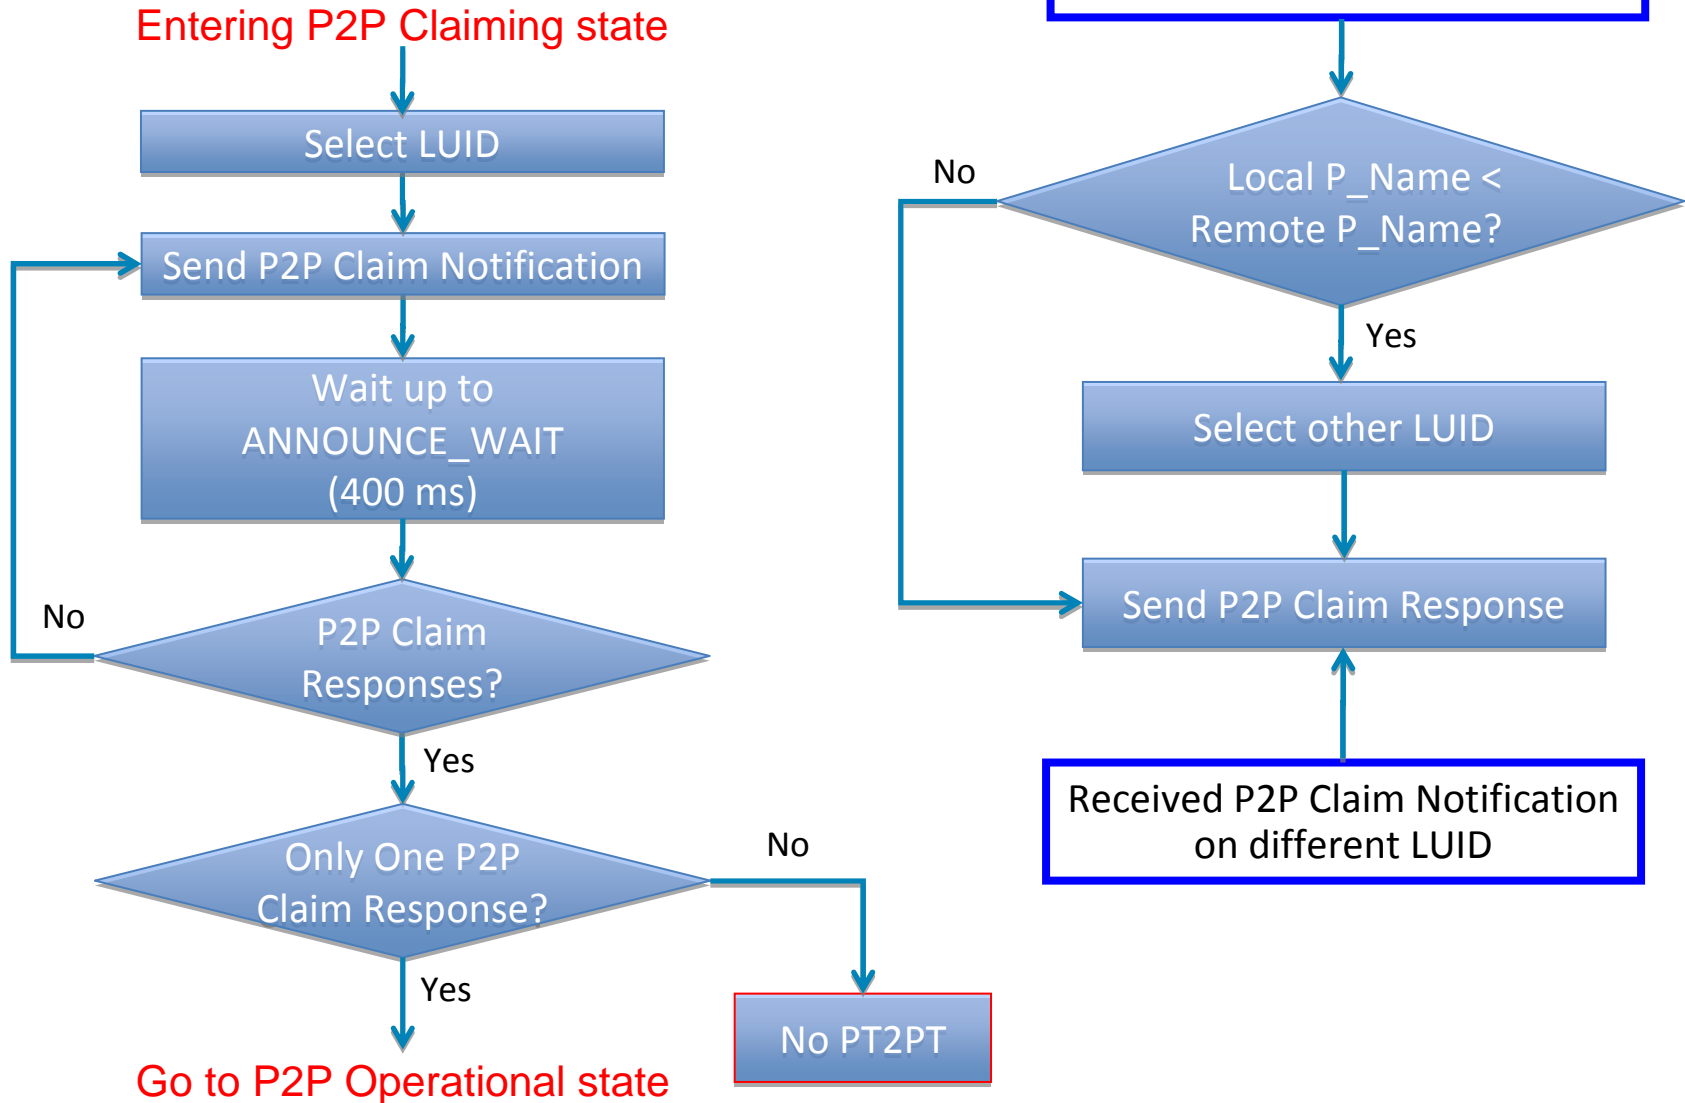 Entering P2P Claiming state
Select LUID
Send P2P Claim Notification
Wait up to
ANNOUNCE_WAIT
(400 ms)
No
P2P Claim
Responses?
Yes
Only One P2P
Claim Response?
No
Yes
No PT2PT
Go to P2P Operational state
No
Local P_Name <
Remote P_Name?
Yes
Select other LUID
Send P2P Claim Response
Received P2P Claim Notification
on different LUID